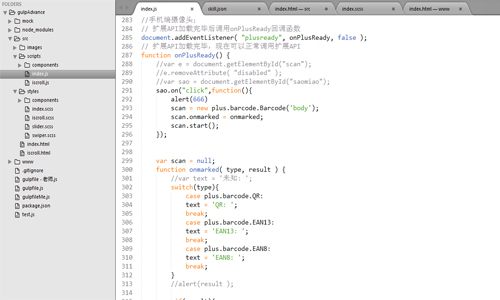 FOLDERS
gulpAdvance
mock
node_modules
src
images
scripts
components
index.js
iscroll.js
styles
components
index.scss
iscroll.scss
slider.scss
swiper.scss
index.html
iscroll.html
www
.gitignore
gulpfile - 老师.js
gulpfile.js
gulpfileMe.js
package.json
test.js
index.js
skill.json
index.html — src
index.scss
index.html — www
283 //手机端摄像头:
284 // 扩展API加载完毕后调用onPlusReady回调函数
285 document.addEventListener( "plusready", onPlusReady, false );
286 // 扩展API加载完毕，现在可以正常调用扩展API
287 function onPlusReady() {
288 //var e = document.getElementById("scan");
289 //e.removeAttribute( "disabled" );
290 //var sao = document.getElementById("saomiao");
291 sao.on("click",function(){
292 alert(666)
293 scan = new plus.barcode.Barcode('body');
294 scan.onmarked = onmarked;
295 scan.start();
296 });
297
298
299 var scan = null;
300 function onmarked( type, result ) {
301 //var text = '未知: ';
302 switch(type){
303 case plus.barcode.QR:
304 text = 'QR: ';
305 break;
306 case plus.barcode.EAN13:
307 text = 'EAN13: ';
308 break;
309 case plus.barcode.EAN8:
310 text = 'EAN8: ';
311 break;
312 }
313 //alert(result );